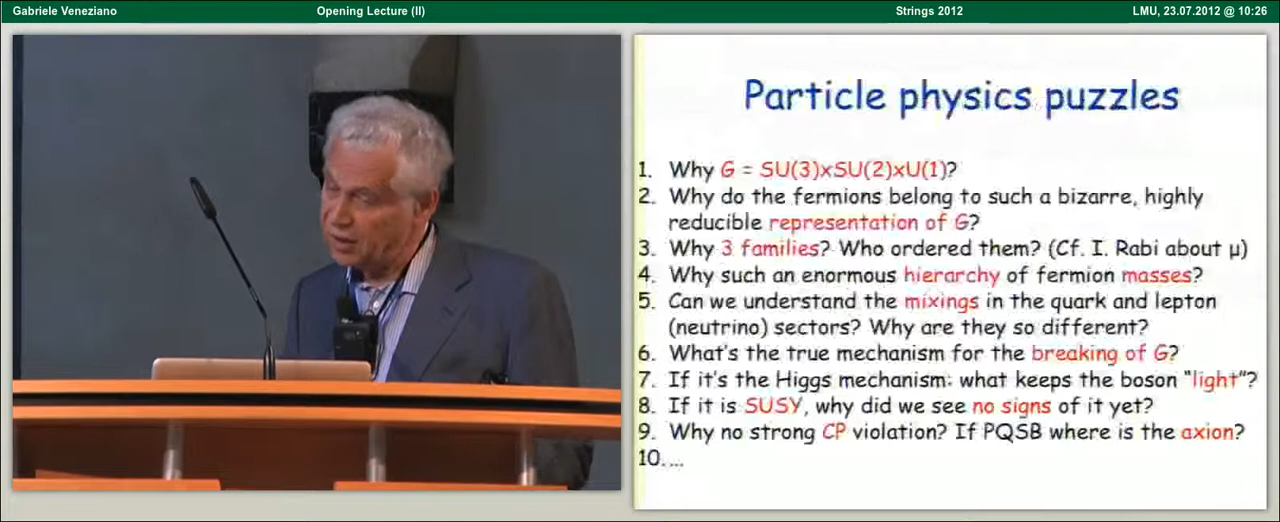 Gabriele Veneziano Opening Lecture (II) Strings 2012 LMU, 23.07.2012 @ 10:26
Particle physics puzzles
1. Why G = SU(3)xSU(2)xU(1)?
2. Why do the fermions belong to such a bizarre, highly
reducible representation of G?
3. Why 3 families? Who ordered them? (Cf. I. Rabi about μ)
4. Why such an enormous hierarchy of fermion masses?
5. Can we understand the mixings in the quark and lepton
(neutrino) sectors? Why are they so different?
6. What's the true mechanism for the breaking of G?
7. If it's the Higgs mechanism: what keeps the boson "light"?
8. If it is SUSY, why did we see no signs of it yet?
9. Why no strong CP violation? If PQSB where is the axion?
10. ...